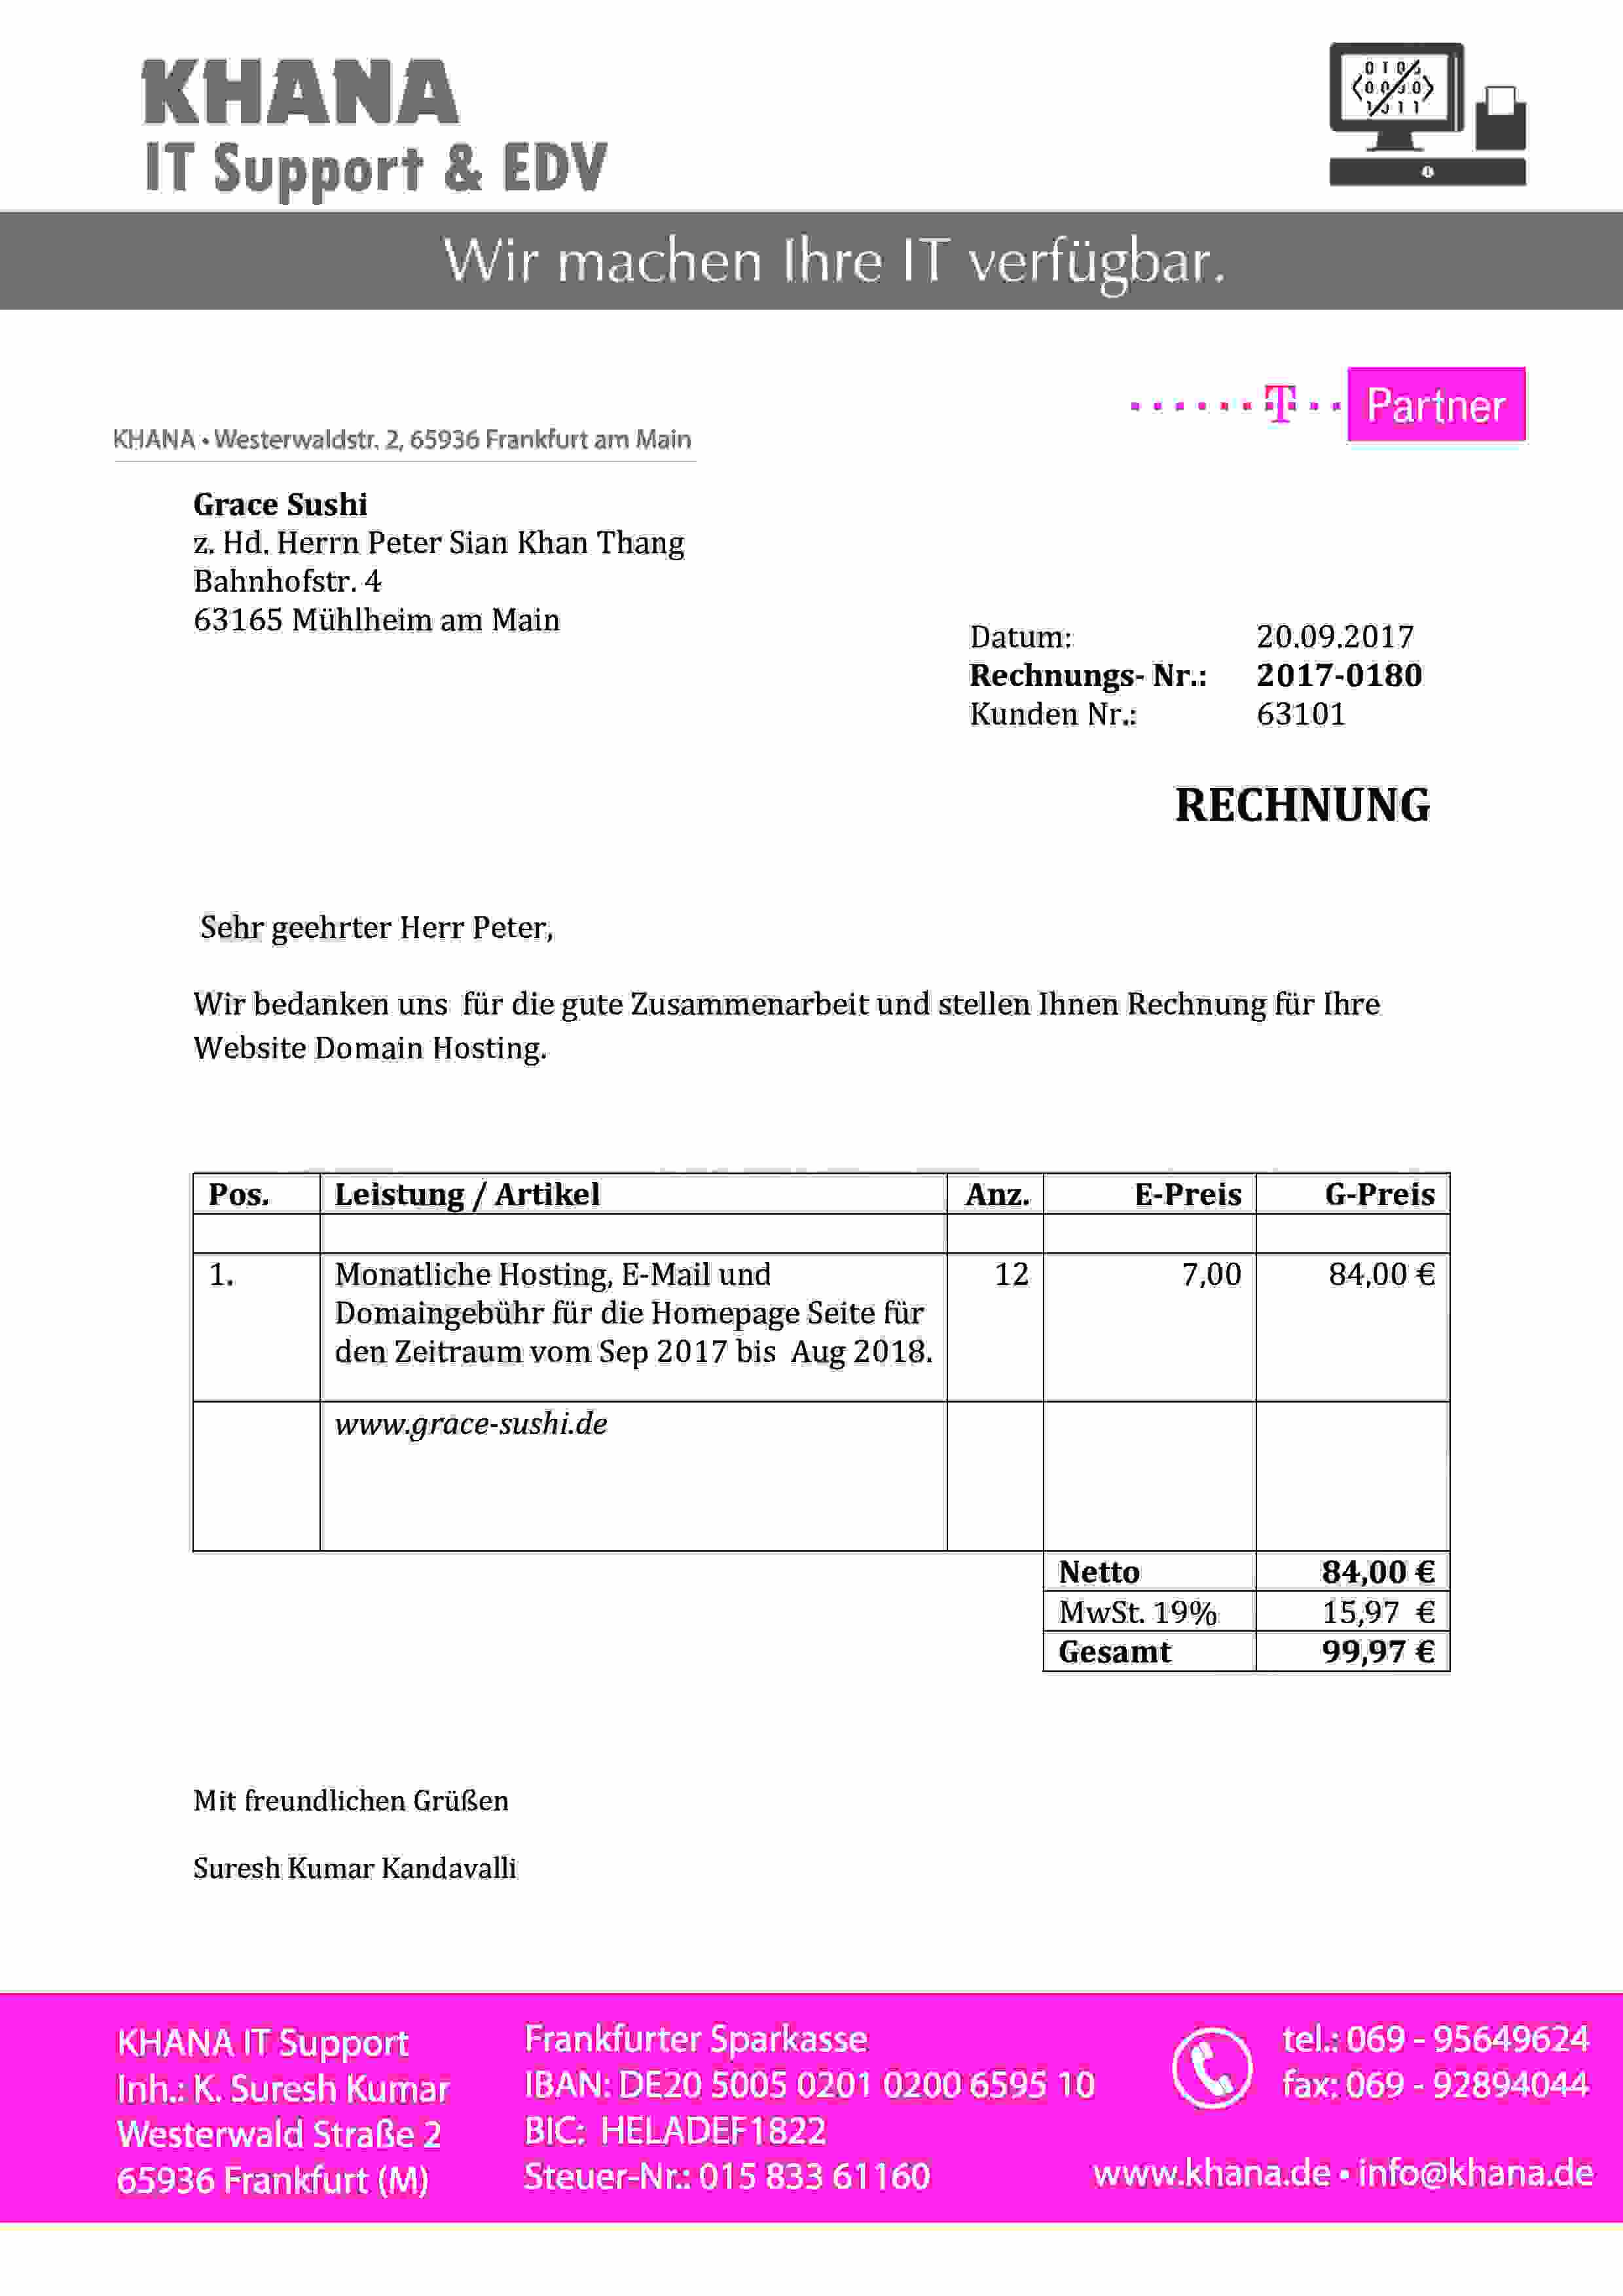 KHANA
IT Support & EDV
Wir machen Ihre IT verfügbar.
T Partner
KHANA • Westerwaldstr. 2, 65936 Frankfurt am Main
Grace Sushi
z. Hd. Herrn Peter Sian Khan Thang
Bahnhofstr. 4
63165 Mühlheim am Main
Datum: 20.09.2017
Rechnungs- Nr.: 2017-0180
Kunden Nr.: 63101
RECHNUNG
Sehr geehrter Herr Peter,
Wir bedanken uns für die gute Zusammenarbeit und stellen Ihnen Rechnung für Ihre
Website Domain Hosting.
Pos. Leistung / Artikel Anz. E-Preis G-Preis
1. Monatliche Hosting, E-Mail und 12 7,00 84,00 €
Domaingebühr für die Homepage Seite für
den Zeitraum vom Sep 2017 bis Aug 2018.
www.grace-sushi.de
Netto 84,00 €
MwSt. 19% 15,97 €
Gesamt 99,97 €
Mit freundlichen Grüßen
Suresh Kumar Kandavalli
KHANA IT Support
Inh.: K. Suresh Kumar
Westerwald Straße 2
65936 Frankfurt (M)
Frankfurter Sparkasse
IBAN: DE20 5005 0201 0200 6595 10
BIC: HELADEF1822
Steuer-Nr.: 015 833 61160
tel.: 069 - 95649624
fax: 069 - 92894044
www.khana.de • info@khana.de